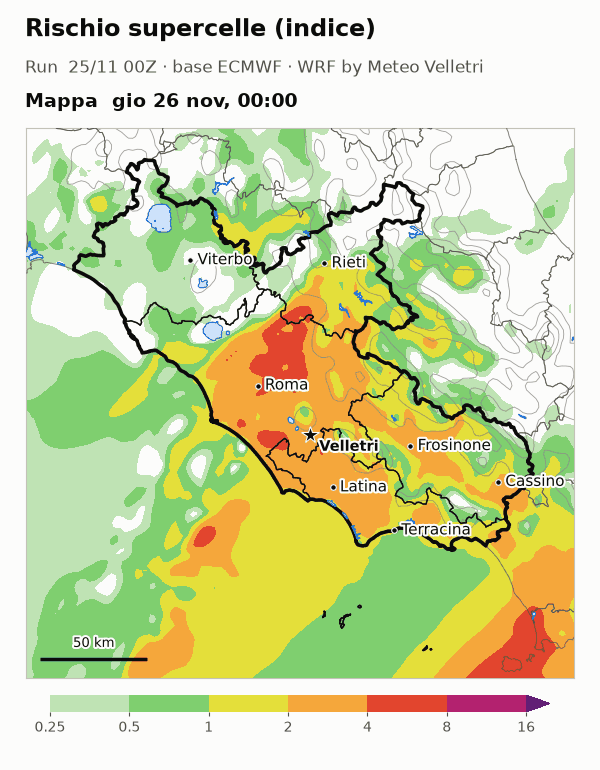 Rischio supercelle (indice)
Run  25/11 00Z · base ECMWF · WRF by Meteo Velletri
Mappa  gio 26 nov, 00:00
Viterbo
Rieti
Roma
Velletri
Frosinone
Cassino
Latina
Terracina
50 km
0.25 0.5 1 2 4 8 16